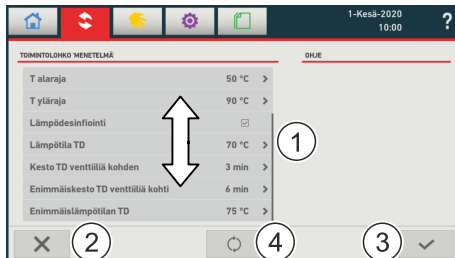 1-Kesä-2020
10:00
?
TOIMINTOLOHKO 'MENETELMÄ'
OHJE
T alaraja 50 °C >
T yläraja 90 °C >
Lämpödesinfiointi
Lämpötila TD 70 °C >
Kesto TD venttiiliä kohden 3 min >
Enimmäiskesto TD venttiiliä kohti 6 min >
Enimmäislämpötilan TD 75 °C >
1
2
4
3